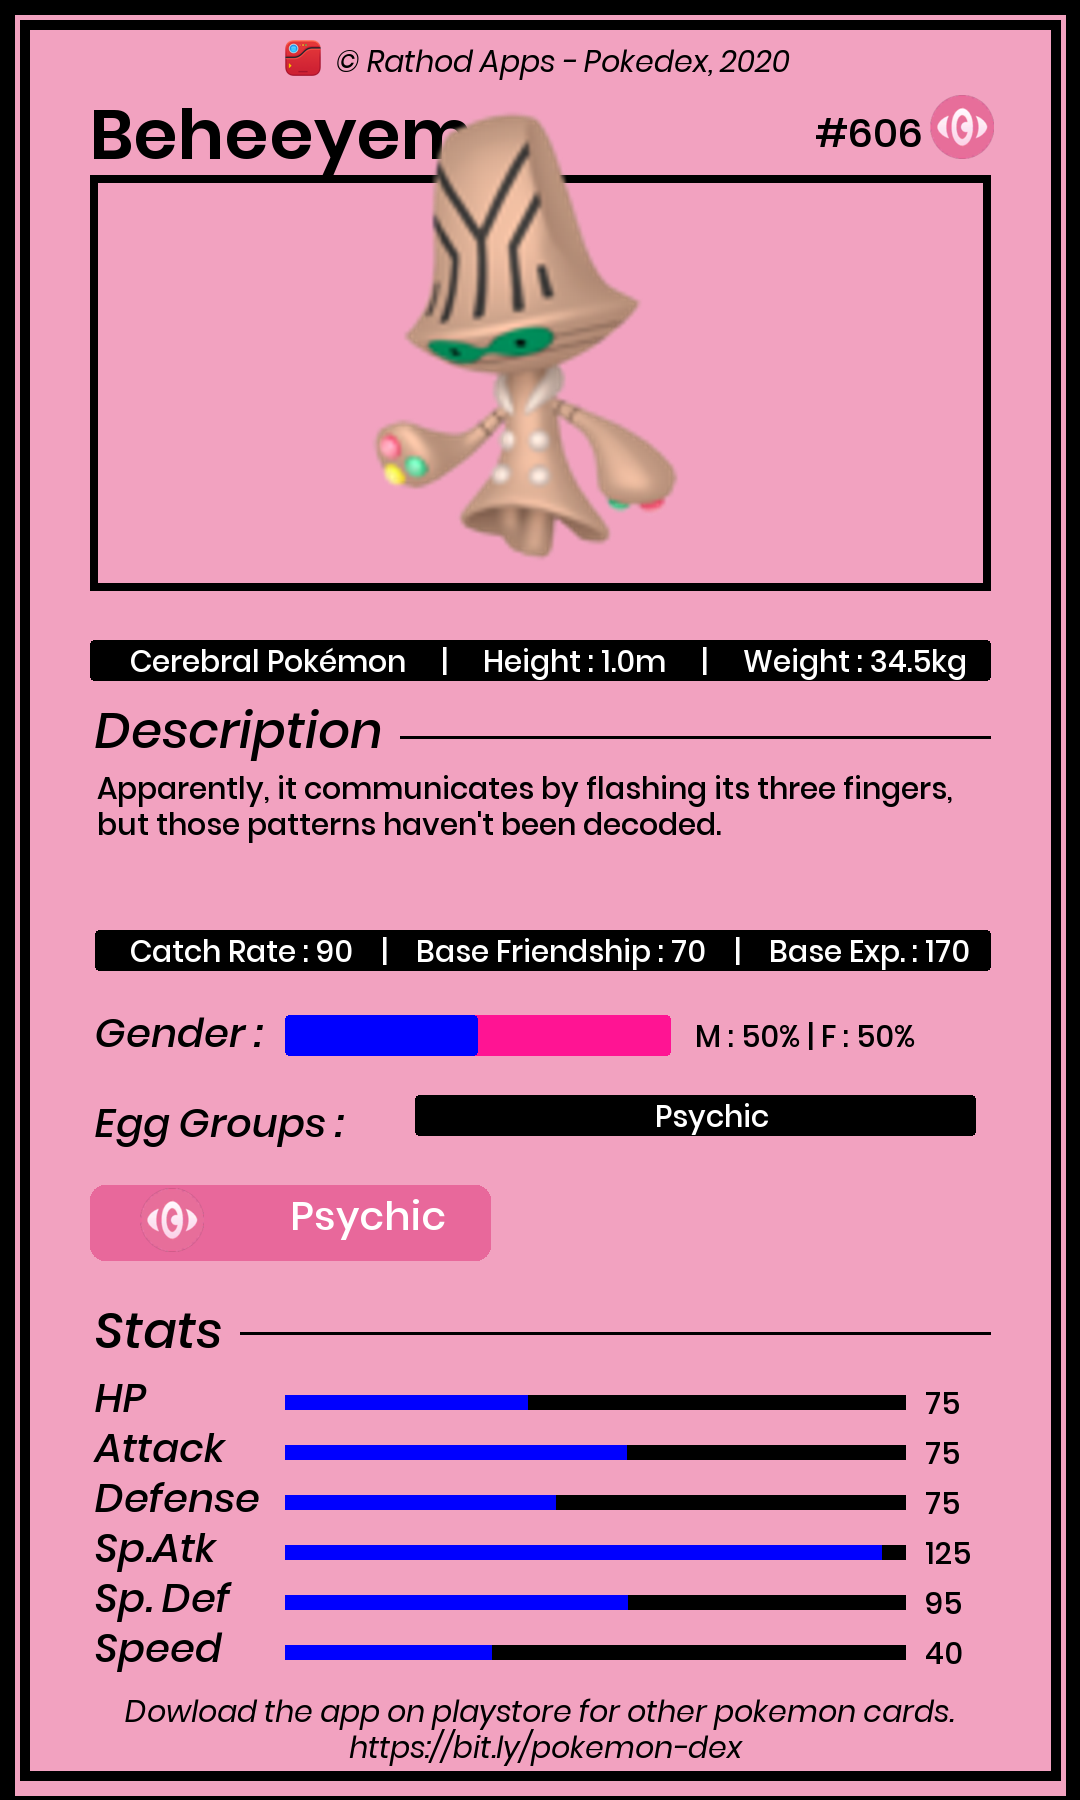 © Rathod Apps - Pokedex, 2020
Beheeyem #606
Cerebral Pokémon | Height : 1.0m | Weight : 34.5kg
Description
Apparently, it communicates by flashing its three fingers,
but those patterns haven't been decoded.
Catch Rate : 90 | Base Friendship : 70 | Base Exp. : 170
Gender : M : 50% | F : 50%
Egg Groups : Psychic
Psychic
Stats
HP 75
Attack 75
Defense 75
Sp.Atk 125
Sp. Def 95
Speed 40
Dowload the app on playstore for other pokemon cards.
https://bit.ly/pokemon-dex